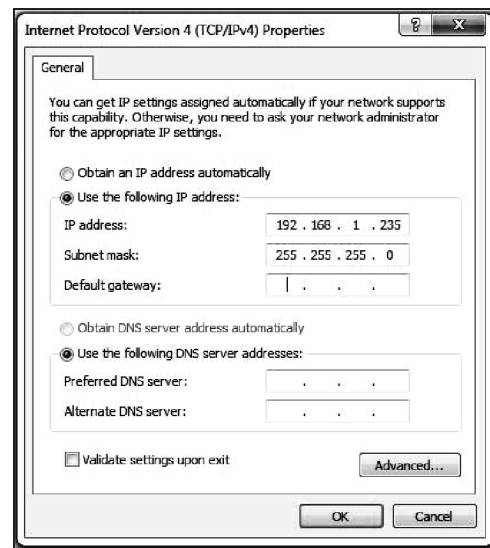 Internet Protocol Version 4 (TCP/IPv4) Properties
?
X
General
You can get IP settings assigned automatically if your network supports
this capability. Otherwise, you need to ask your network administrator
for the appropriate IP settings.
Obtain an IP address automatically
Use the following IP address:
IP address: 192 . 168 . 1 . 235
Subnet mask: 255 . 255 . 255 . 0
Default gateway: . . .
Obtain DNS server address automatically
Use the following DNS server addresses:
Preferred DNS server: . . .
Alternate DNS server: . . .
Validate settings upon exit
Advanced...
OK Cancel